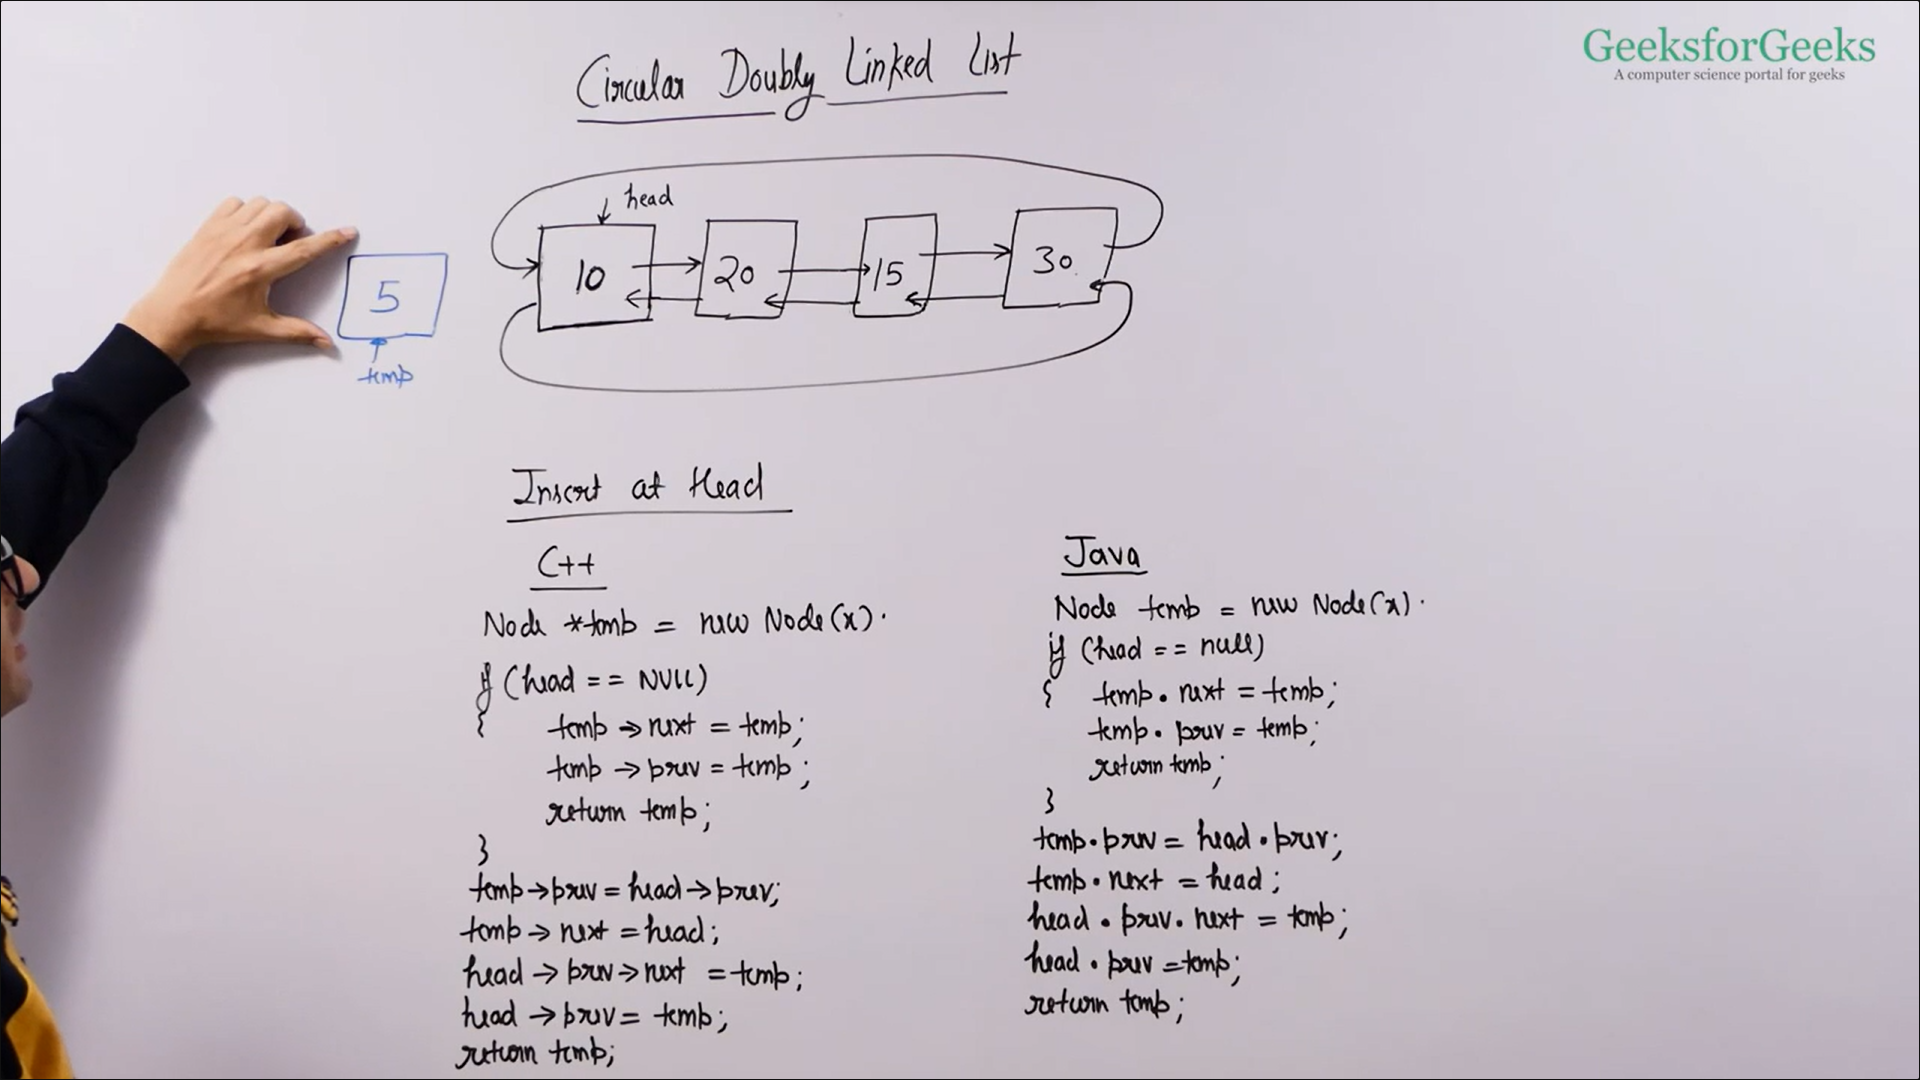 GeeksforGeeks
A computer science portal for geeks
Circular Doubly Linked List
head
10
20
15
30
5
temp
Insert at Head
C++
Node *temp = new Node(x).
if (head == NULL)
{ temp → next = temp;
temp → prev = temp;
return temp;
}
temp → prev = head → prev;
temp → next = head;
head → prev → next = temp;
head → prev = temp;
return temp;
Java
Node temp = new Node(x).
if (head == null)
{ temp. next = temp;
temp. prev = temp;
return temp;
}
temp.prev = head.prev;
temp.next = head;
head.prev.next = temp;
head.prev = temp;
return temp;